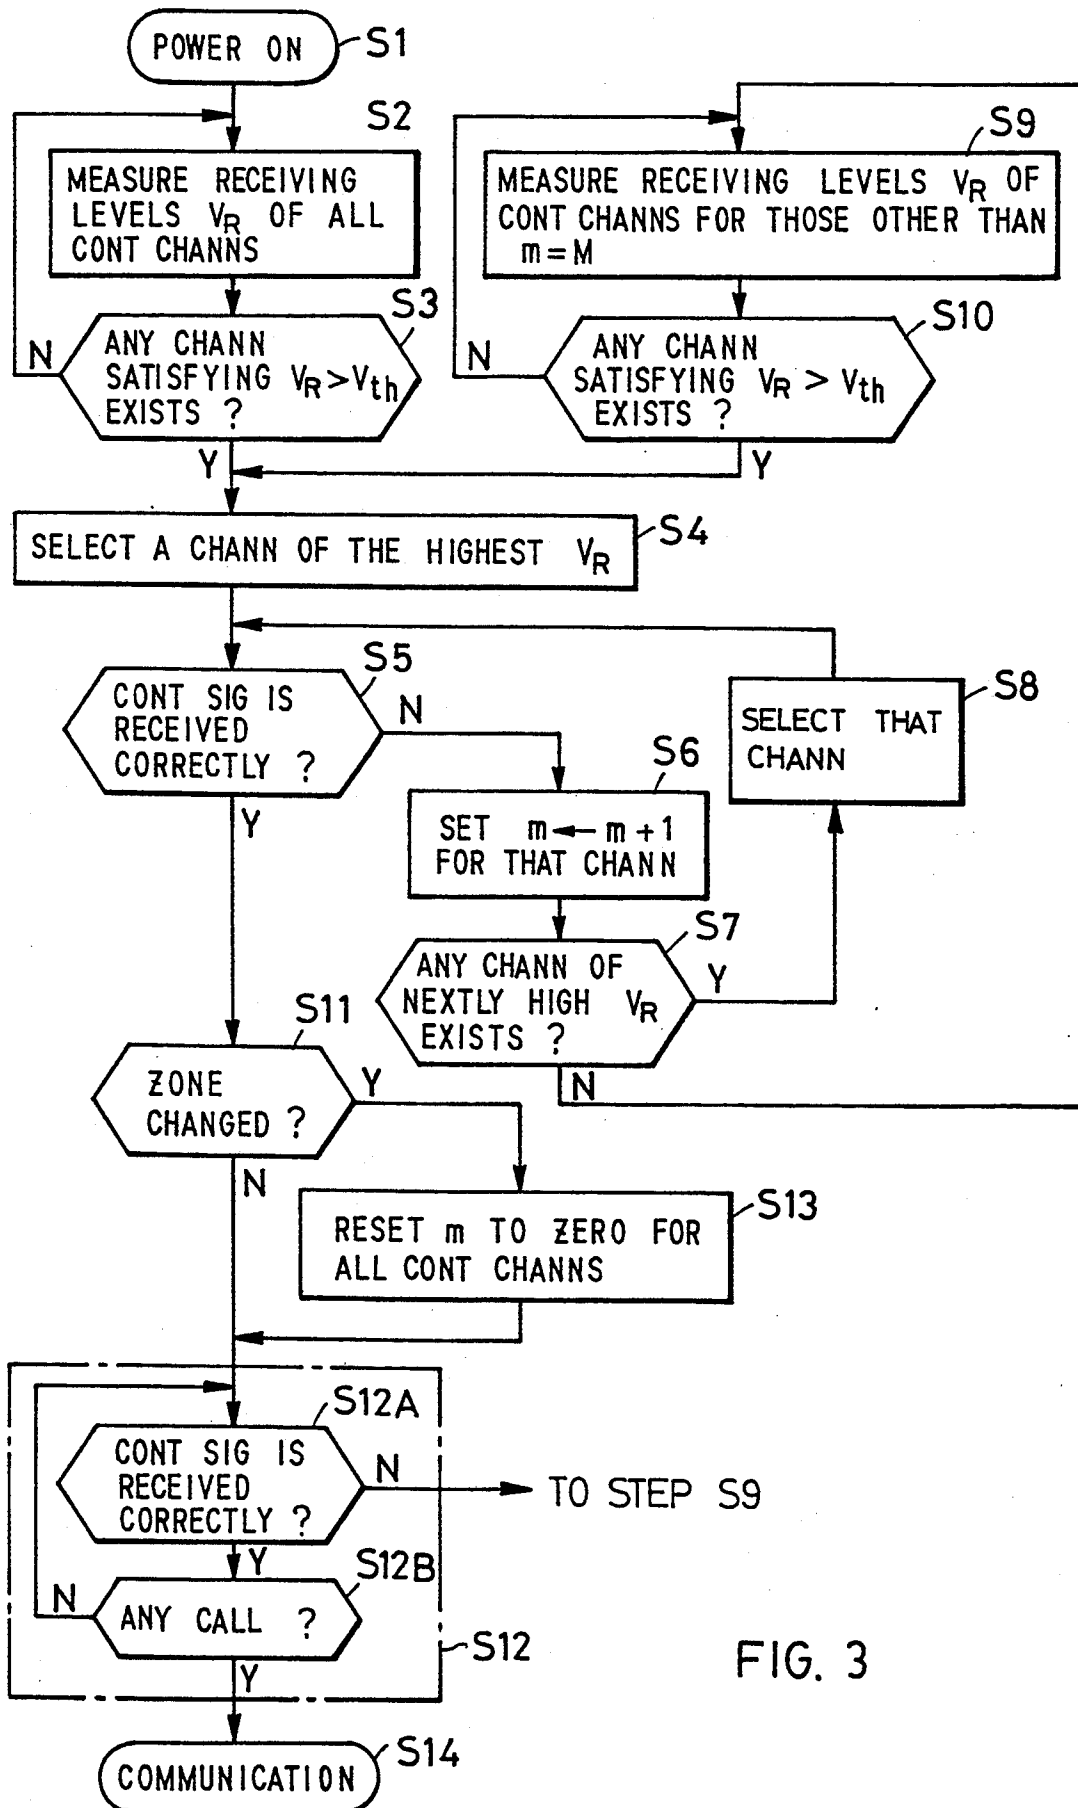 POWER ON
S1
S2
MEASURE RECEIVING
LEVELS VR OF ALL
CONT CHANNS
S9
MEASURE RECEIVING LEVELS VR OF
CONT CHANNS FOR THOSE OTHER THAN
m = M
S3
ANY CHANN
SATISFYING VR > Vth
EXISTS ?
N
Y
S10
ANY CHANN
SATISFYING VR > Vth
EXISTS ?
N
Y
S4
SELECT A CHANN OF THE HIGHEST VR
S5
CONT SIG IS
RECEIVED
CORRECTLY ?
N
Y
S8
SELECT THAT
CHANN
S6
SET m ← m + 1
FOR THAT CHANN
S7
ANY CHANN OF
NEXTLY HIGH VR
EXISTS ?
Y
N
S11
ZONE
CHANGED ?
Y
N
S13
RESET m TO ZERO FOR
ALL CONT CHANNS
S12A
CONT SIG IS
RECEIVED
CORRECTLY ?
N
TO STEP S9
Y
S12B
N
ANY CALL ?
S12
Y
FIG. 3
S14
COMMUNICATION